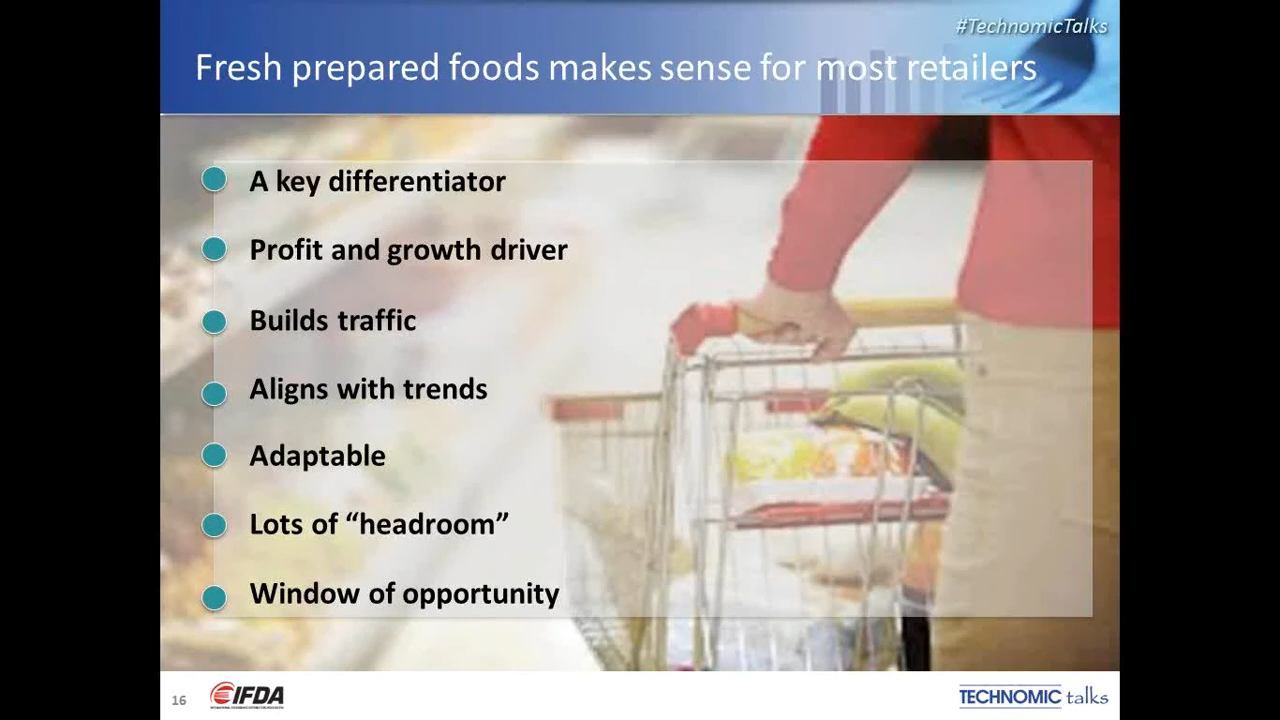 #TechnomicTalks
Fresh prepared foods makes sense for most retailers
A key differentiator
Profit and growth driver
Builds traffic
Aligns with trends
Adaptable
Lots of “headroom”
Window of opportunity
16
IFDA
TECHNOMIC talks